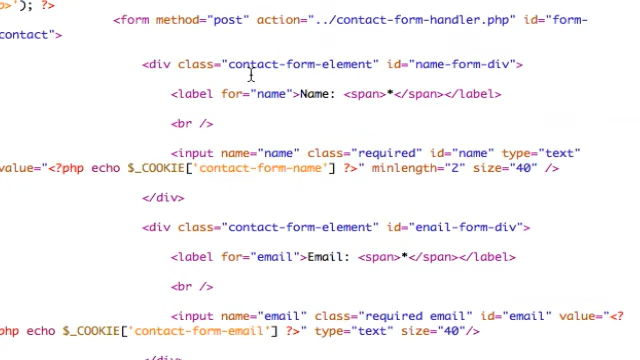 o>'); ?>
<form method="post" action="../contact-form-handler.php" id="form-
contact">
<div class="contact-form-element" id="name-form-div">
<label for="name">Name: <span>*</span></label>
<br />
<input name="name" class="required" id="name" type="text"
value="<?php echo $_COOKIE['contact-form-name'] ?>" minlength="2" size="40" />
</div>
<div class="contact-form-element" id="enail-form-div">
<label for="email">Email: <span>*</span></label>
<br />
<input name="email" class="required email" id="email" value="<?
php echo $_COOKIE['contact-form-email'] ?>" type="text" size="40"/>
</div>